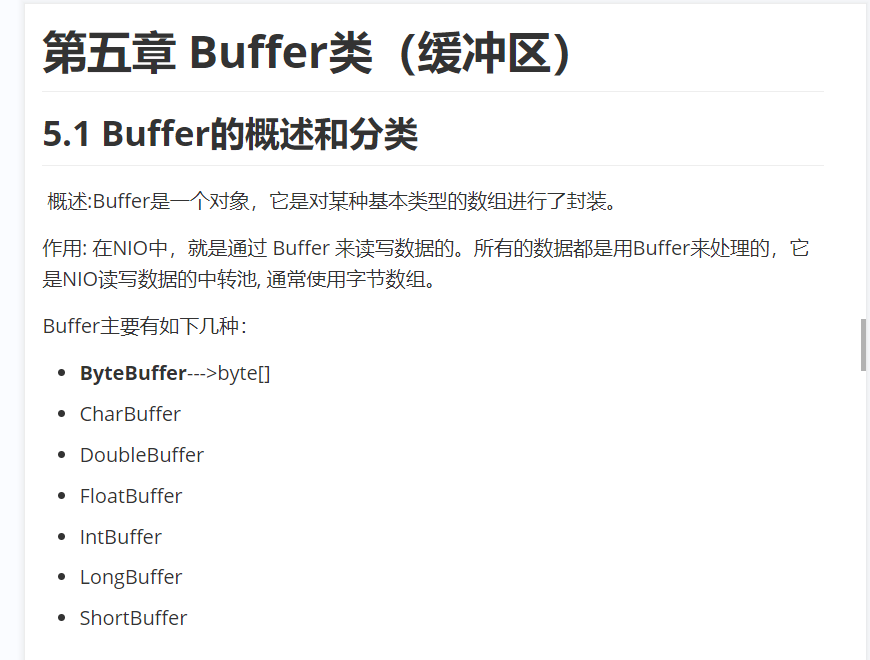 第五章 Buffer类（缓冲区）
5.1 Buffer的概述和分类
概述:Buffer是一个对象，它是对某种基本类型的数组进行了封装。
作用: 在NIO中，就是通过 Buffer 来读写数据的。所有的数据都是用Buffer来处理的，它
是NIO读写数据的中转池, 通常使用字节数组。
Buffer主要有如下几种：
• ByteBuffer--->byte[]
• CharBuffer
• DoubleBuffer
• FloatBuffer
• IntBuffer
• LongBuffer
• ShortBuffer